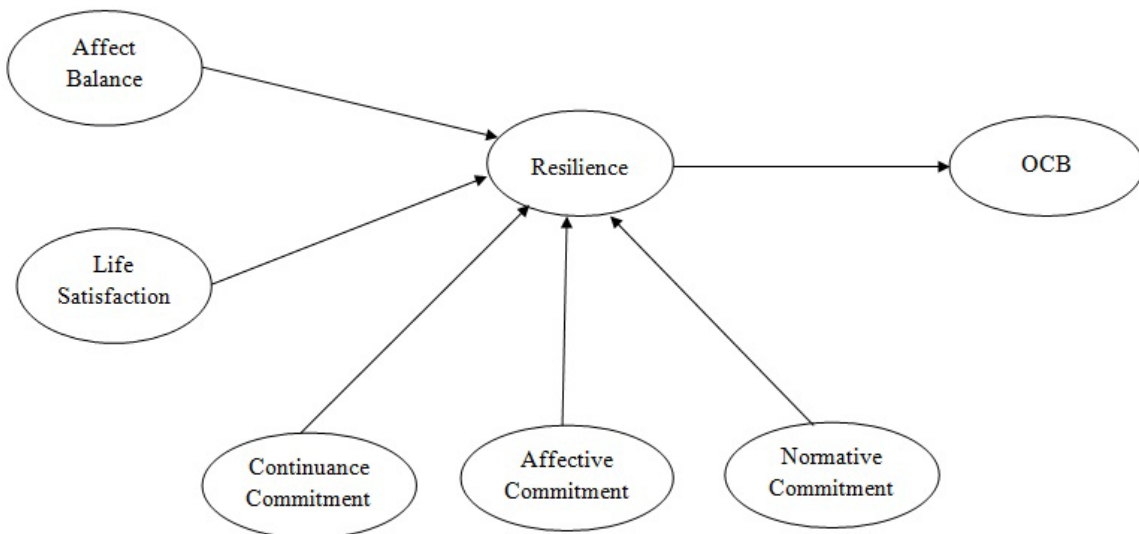 Affect
Balance
Resilience
OCB
Life
Satisfaction
Continuance
Commitment
Affective
Commitment
Normative
Commitment